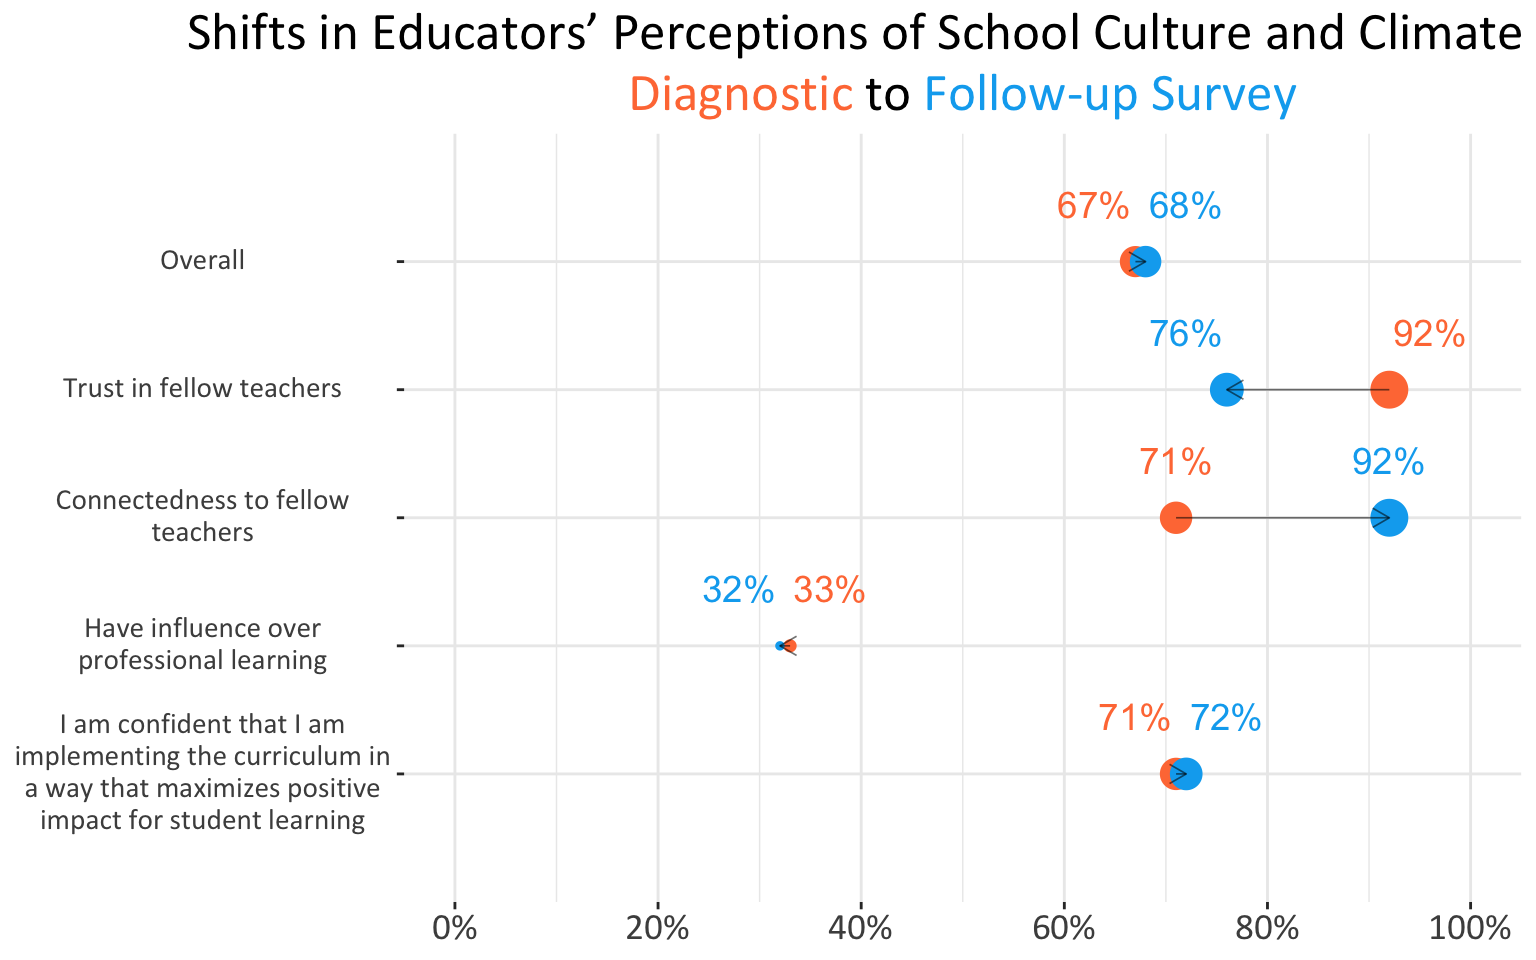 Shifts in Educators’ Perceptions of School Culture and Climate
Diagnostic to Follow-up Survey
67% 68%
Overall
76% 92%
Trust in fellow teachers
71% 92%
Connectedness to fellow
teachers
32% 33%
Have influence over
professional learning
71% 72%
I am confident that I am
implementing the curriculum in
a way that maximizes positive
impact for student learning
0% 20% 40% 60% 80% 100%